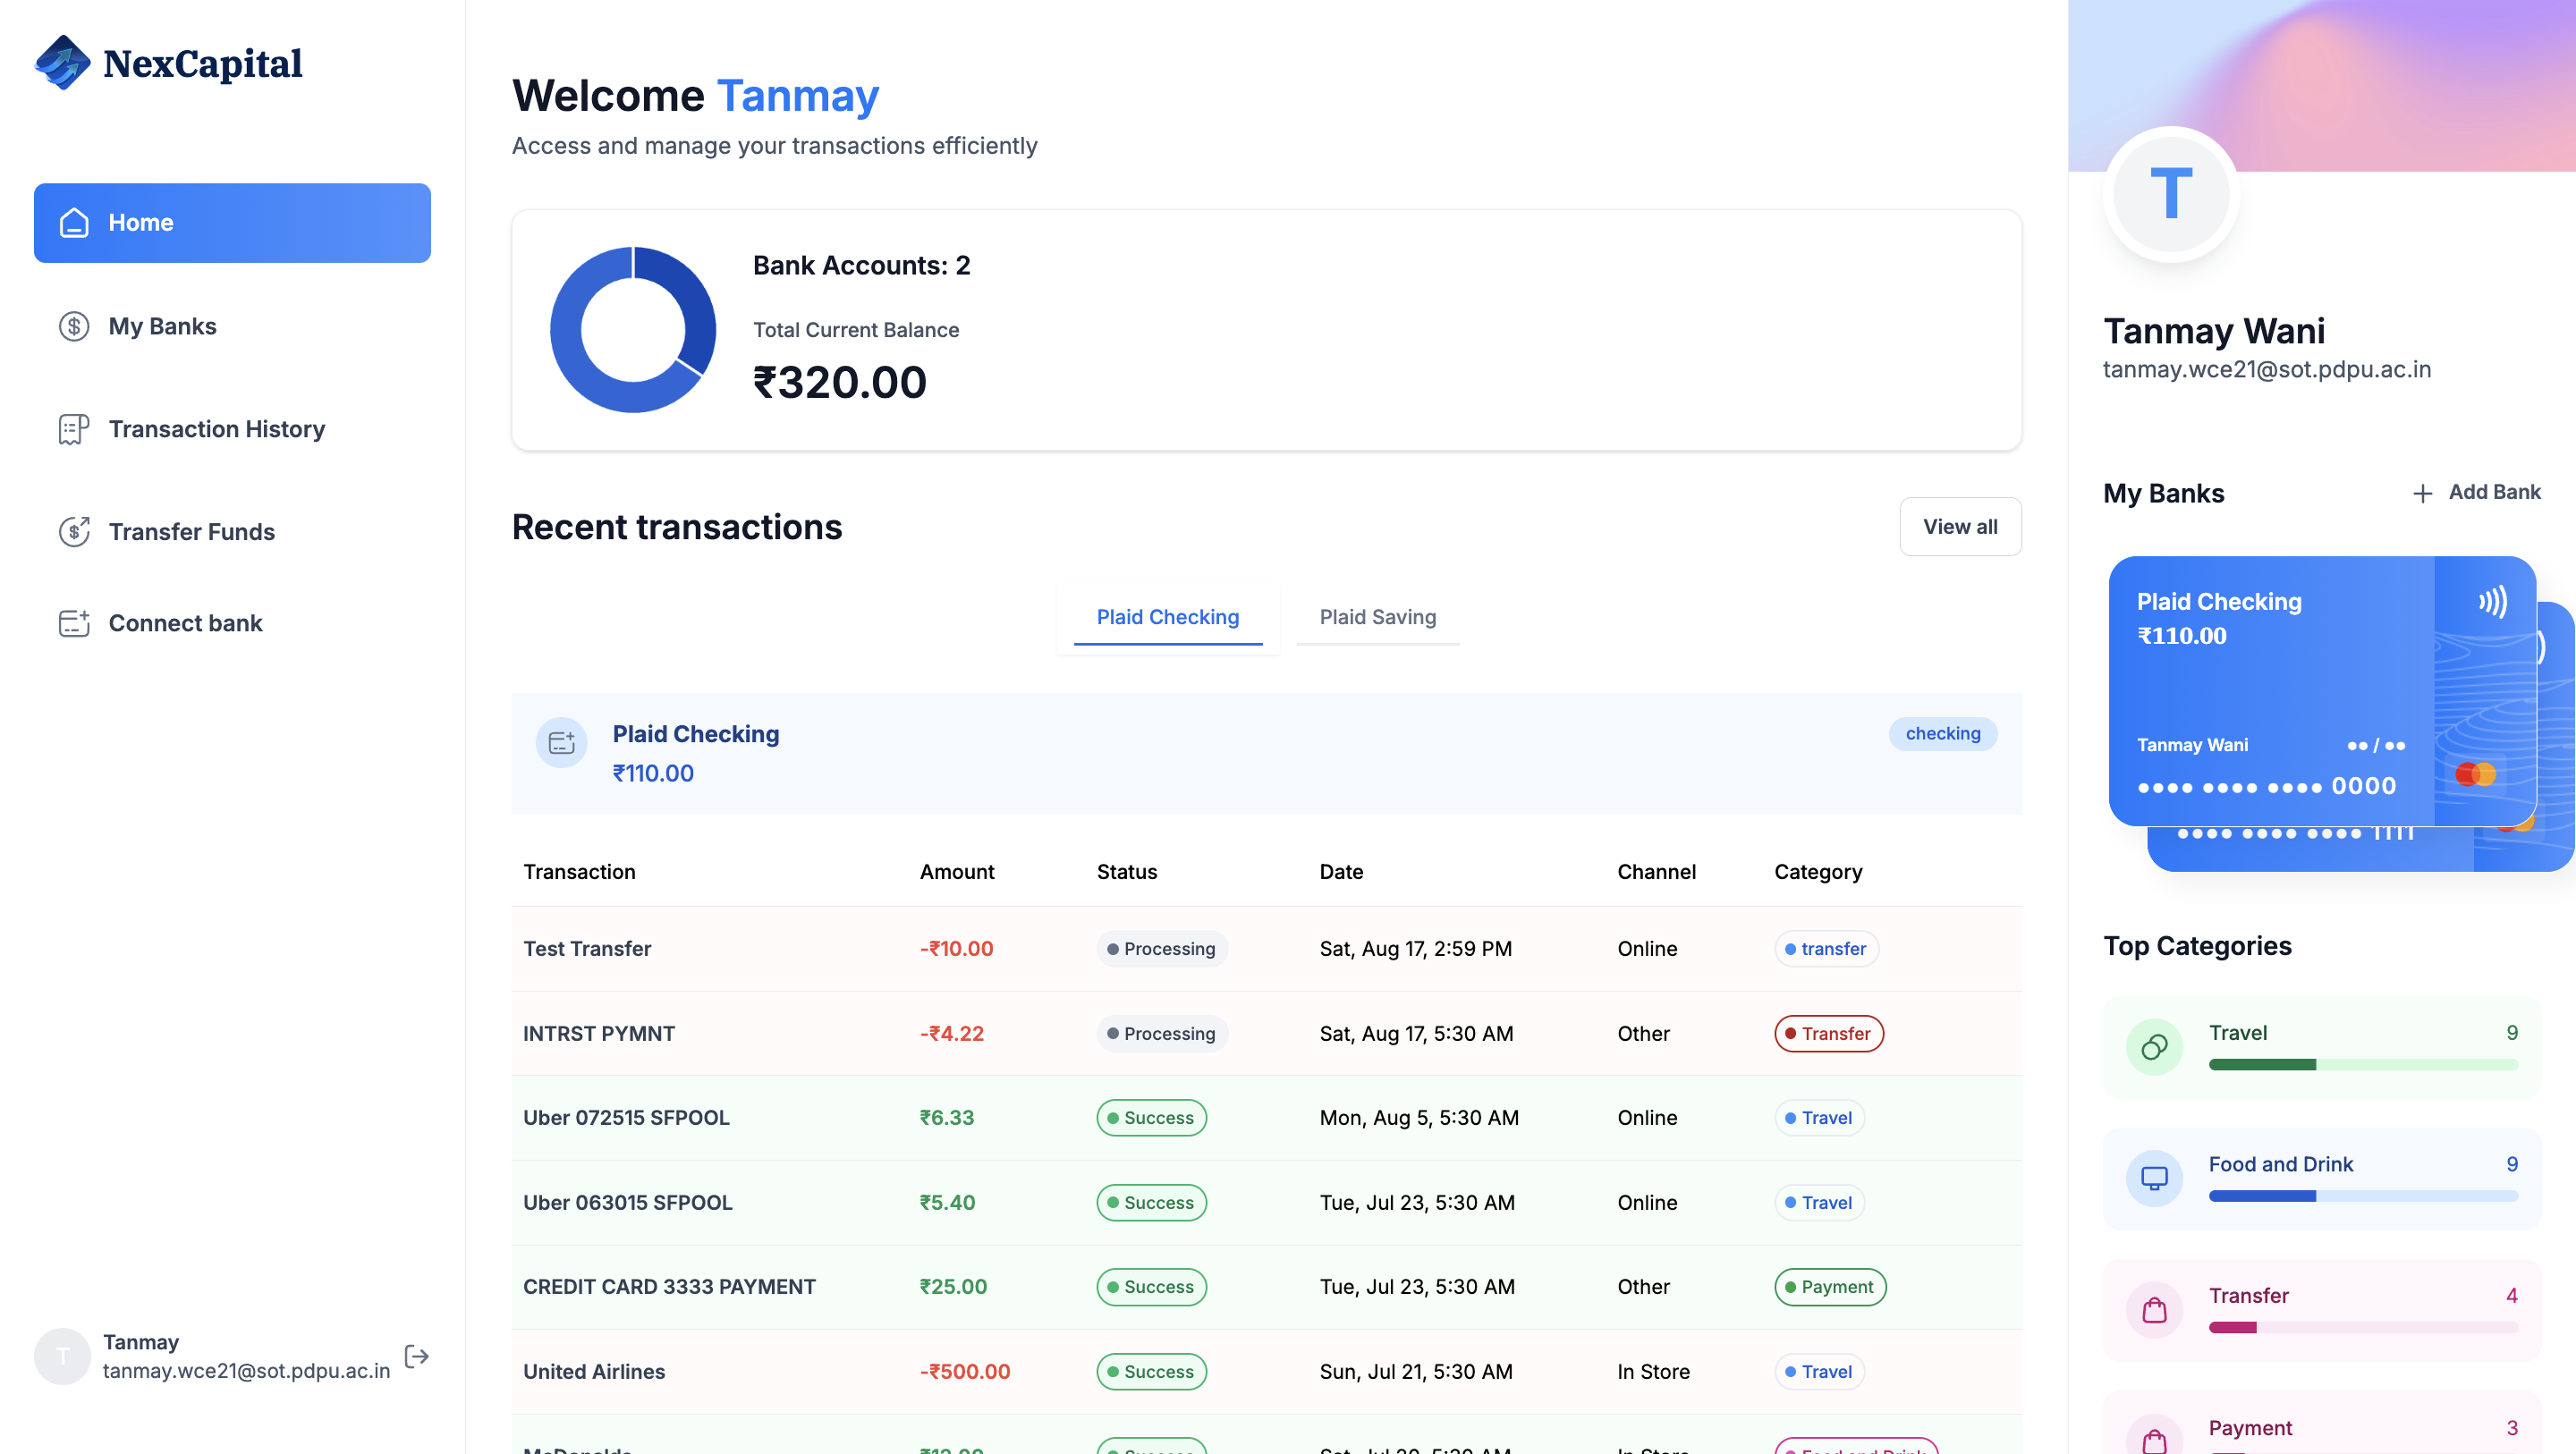 NexCapital
Home
My Banks
Transaction History
Transfer Funds
Connect bank
T
Tanmay
tanmay.wce21@sot.pdpu.ac.in
Welcome Tanmay
Access and manage your transactions efficiently
Bank Accounts: 2
Total Current Balance
₹320.00
Recent transactions
View all
Plaid Checking Plaid Saving
Plaid Checking
₹110.00
checking
Transaction Amount Status Date Channel Category
Test Transfer -₹10.00 Processing Sat, Aug 17, 2:59 PM Online transfer
INTRST PYMNT -₹4.22 Processing Sat, Aug 17, 5:30 AM Other Transfer
Uber 072515 SFPOOL ₹6.33 Success Mon, Aug 5, 5:30 AM Online Travel
Uber 063015 SFPOOL ₹5.40 Success Tue, Jul 23, 5:30 AM Online Travel
CREDIT CARD 3333 PAYMENT ₹25.00 Success Tue, Jul 23, 5:30 AM Other Payment
United Airlines -₹500.00 Success Sun, Jul 21, 5:30 AM In Store Travel
T
Tanmay Wani
tanmay.wce21@sot.pdpu.ac.in
My Banks
+ Add Bank
Plaid Checking
₹110.00
Tanmay Wani ●● / ●●
●●●● ●●●● ●●●● 0000
●●●● ●●●● ●●●● 1111
Top Categories
Travel 9
Food and Drink 9
Transfer 4
Payment 3